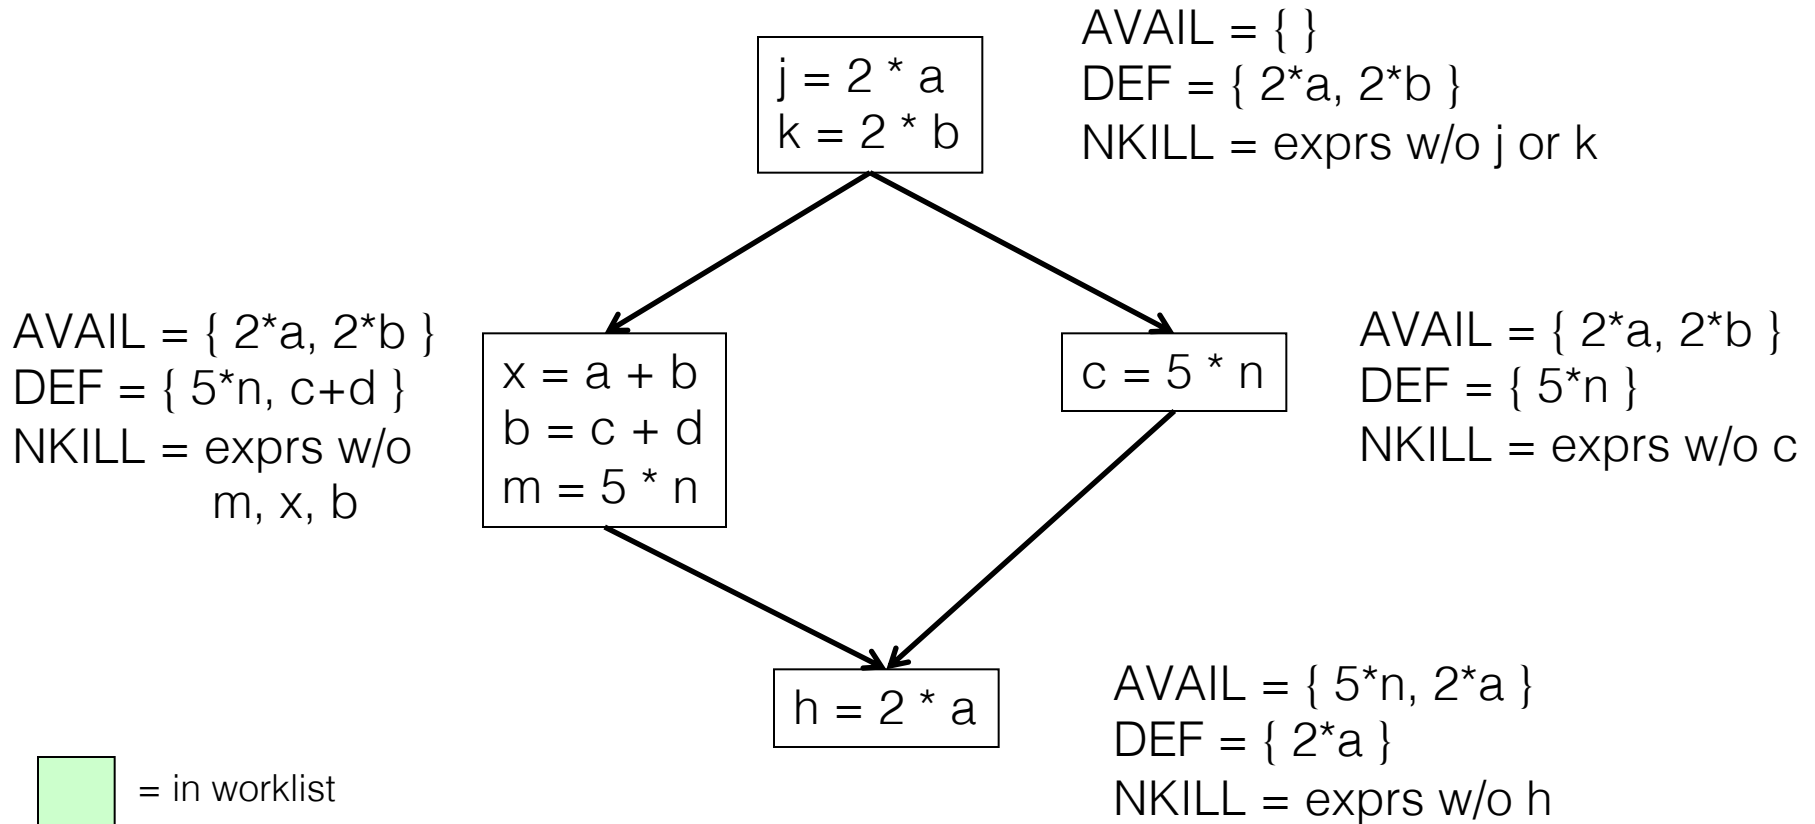 j = 2 * a
k = 2 * b
AVAIL = { }
DEF = { 2*a, 2*b }
NKILL = exprs w/o j or k
AVAIL = { 2*a, 2*b }
DEF = { 5*n, c+d }
NKILL = exprs w/o
m, x, b
x = a + b
b = c + d
m = 5 * n
c = 5 * n
AVAIL = { 2*a, 2*b }
DEF = { 5*n }
NKILL = exprs w/o c
h = 2 * a
AVAIL = { 5*n, 2*a }
DEF = { 2*a }
NKILL = exprs w/o h
= in worklist